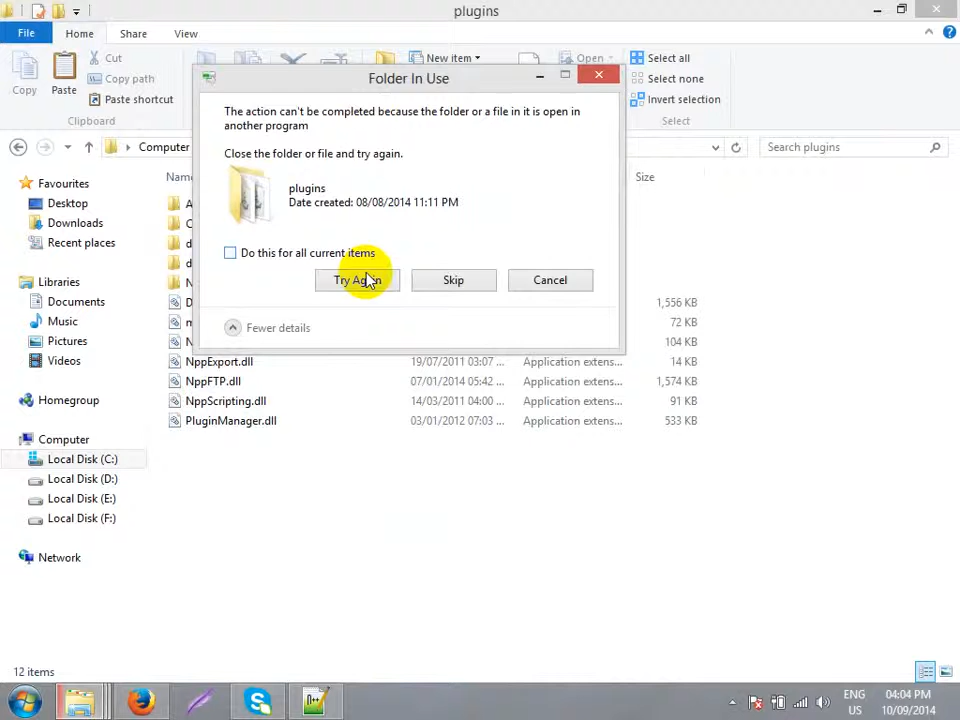 plugins
File
Home
Share
View
Copy
Paste
Cut
Copy path
Paste shortcut
Clipboard
New item
Open
Select all
Select none
Invert selection
Select
Folder In Use
The action can't be completed because the folder or a file in it is open in
another program
Close the folder or file and try again.
plugins
Date created: 08/08/2014 11:11 PM
Do this for all current items
Try Again
Skip
Cancel
Fewer details
Computer
Search plugins
Size
Favourites
Desktop
Downloads
Recent places
Libraries
Documents
Music
Pictures
Videos
Homegroup
Computer
Local Disk (C:)
Local Disk (D:)
Local Disk (E:)
Local Disk (F:)
Network
1,556 KB
72 KB
104 KB
NppExport.dll 19/07/2011 03:07 ... Application extens... 14 KB
NppFTP.dll 07/01/2014 05:42 ... Application extens... 1,574 KB
NppScripting.dll 14/03/2011 04:00 ... Application extens... 91 KB
PluginManager.dll 03/01/2012 07:03 ... Application extens... 533 KB
12 items
ENG
US
04:04 PM
10/09/2014